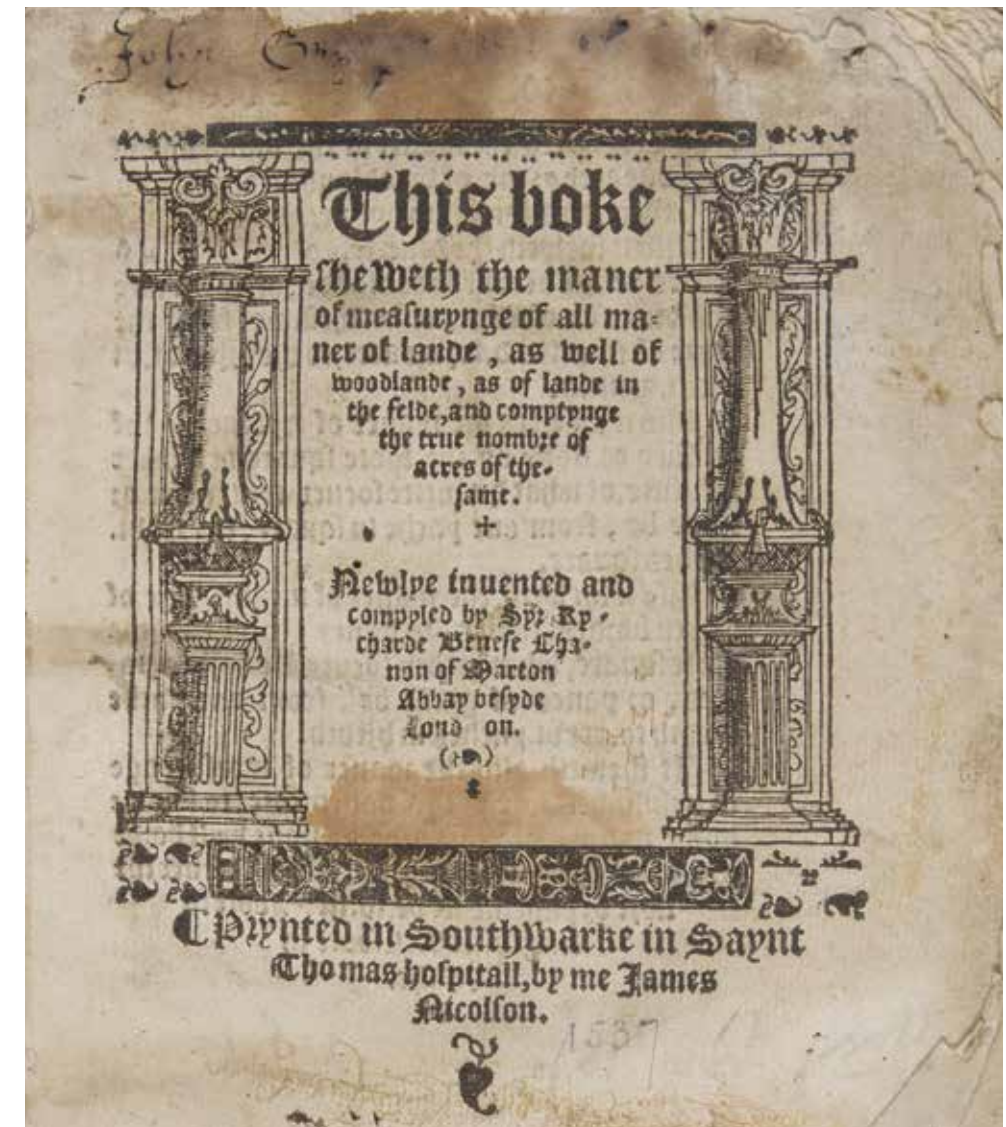 John
This boke
sheweth the maner
of measurynge of all ma=
ner of lande, as well of
woodlande, as of lande in
the felde, and comptynge
the true nombre of
acres of the-
same.
Newlye inuented and
compyled by Syr Ry-
charde Benese Cha-
non of Marton
Abbay besyde
Lond on.
Prynted in Southwarke in Saynt
Thomas hospitall, by me James
Nicolson.
1537